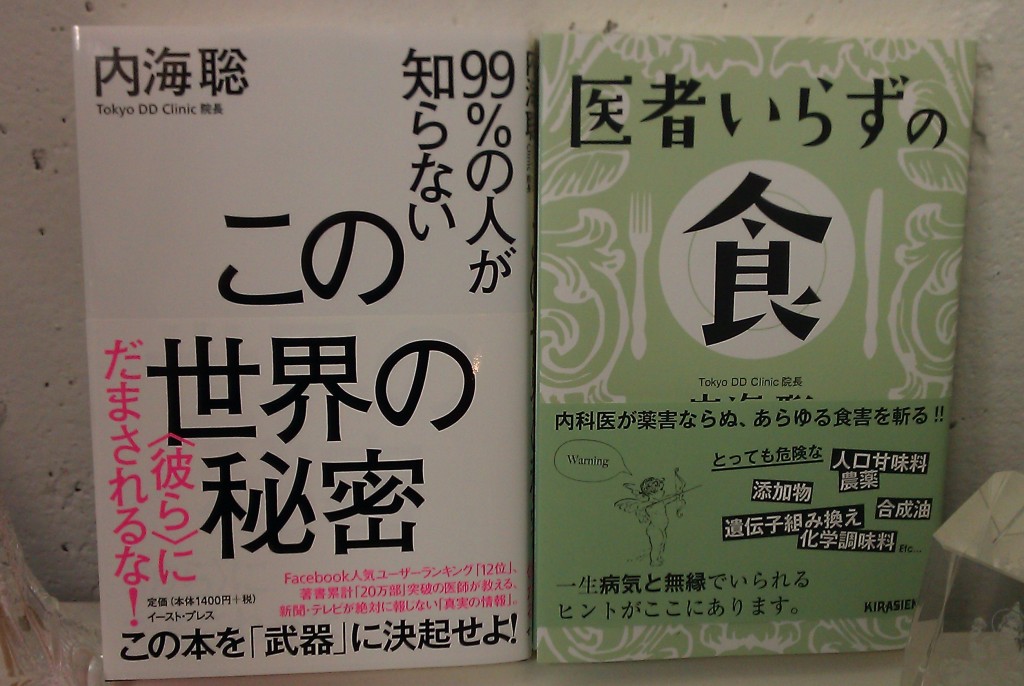 内海 聡
Tokyo DD Clinic 院長
99%の人が
知らない
この
世界の
秘密
〈彼ら〉に
だまされるな!
Facebook人気ユーザーランキング「12位」、
著書累計「20万部」突破の医師が教える、
新聞・テレビが絶対に報じない「真実の情報」。
定価(本体1400円+税)
イースト・プレス
この本を「武器」に決起せよ!
医者いらずの
食
Tokyo DD Clinic 院長
内海 聡
内科医が薬害ならぬ、あらゆる食害を斬る!!
Warning
とっても危険な
人口甘味料
農薬
添加物
合成油
遺伝子組み換え
化学調味料 Etc...
一生病気と無縁でいられる
ヒントがここにあります。
KIRASIEN